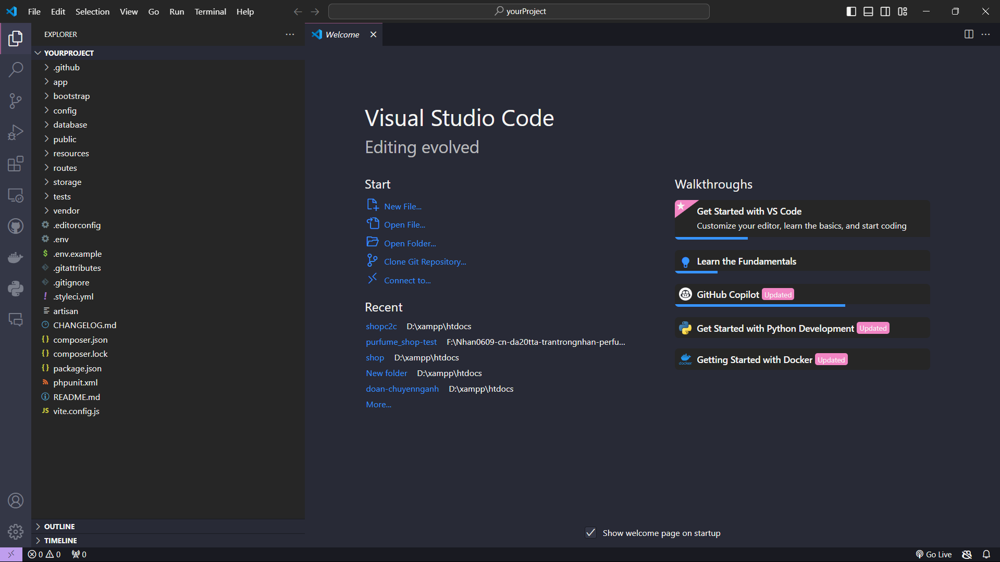 File Edit Selection View Go Run Terminal Help
yourProject
EXPLORER
YOURPROJECT
.github
app
bootstrap
config
database
public
resources
routes
storage
tests
vendor
.editorconfig
.env
$ .env.example
.gitattributes
.gitignore
! .styleci.yml
artisan
CHANGELOG.md
{} composer.json
{} composer.lock
{} package.json
phpunit.xml
README.md
JS vite.config.js
OUTLINE
TIMELINE
Welcome
Visual Studio Code
Editing evolved
Start
New File...
Open File...
Open Folder...
Clone Git Repository...
Connect to...
Recent
shopc2c D:\xampp\htdocs
purfume_shop-test F:\Nhan0609-cn-da20tta-trantrongnhan-perfu...
shop D:\xampp\htdocs
New folder D:\xampp\htdocs
doan-chuyennganh D:\xampp\htdocs
More...
Walkthroughs
Get Started with VS Code
Customize your editor, learn the basics, and start coding
Learn the Fundamentals
GitHub Copilot Updated
Get Started with Python Development Updated
docker Getting Started with Docker Updated
Show welcome page on startup
0 0 0
Go Live